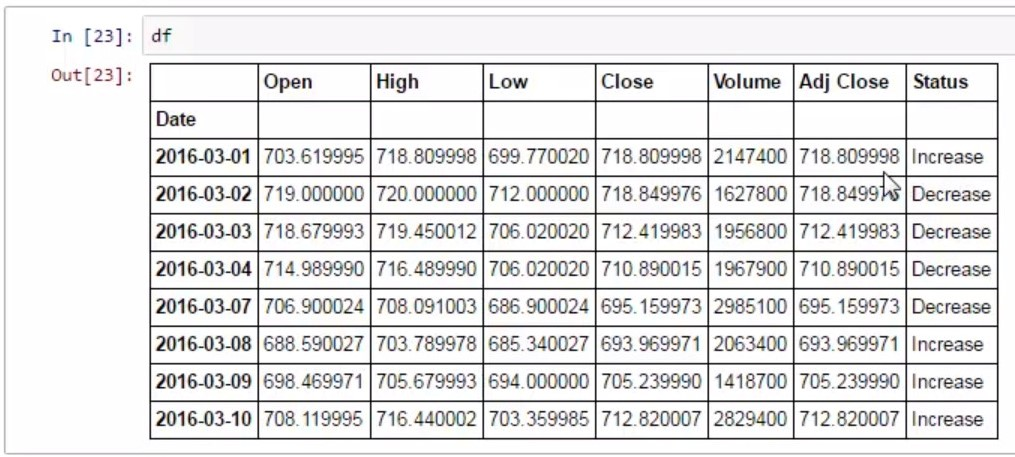 In [23]: df
Out[23]:
Open High Low Close Volume Adj Close Status
Date
2016-03-01 703.619995 718.809998 699.770020 718.809998 2147400 718.809998 Increase
2016-03-02 719.000000 720.000000 712.000000 718.849976 1627800 718.849976 Decrease
2016-03-03 718.679993 719.450012 706.020020 712.419983 1956800 712.419983 Decrease
2016-03-04 714.989990 716.489990 706.020020 710.890015 1967900 710.890015 Decrease
2016-03-07 706.900024 708.091003 686.900024 695.159973 2985100 695.159973 Decrease
2016-03-08 688.590027 703.789978 685.340027 693.969971 2063400 693.969971 Increase
2016-03-09 698.469971 705.679993 694.000000 705.239990 1418700 705.239990 Increase
2016-03-10 708.119995 716.440002 703.359985 712.820007 2829400 712.820007 Increase